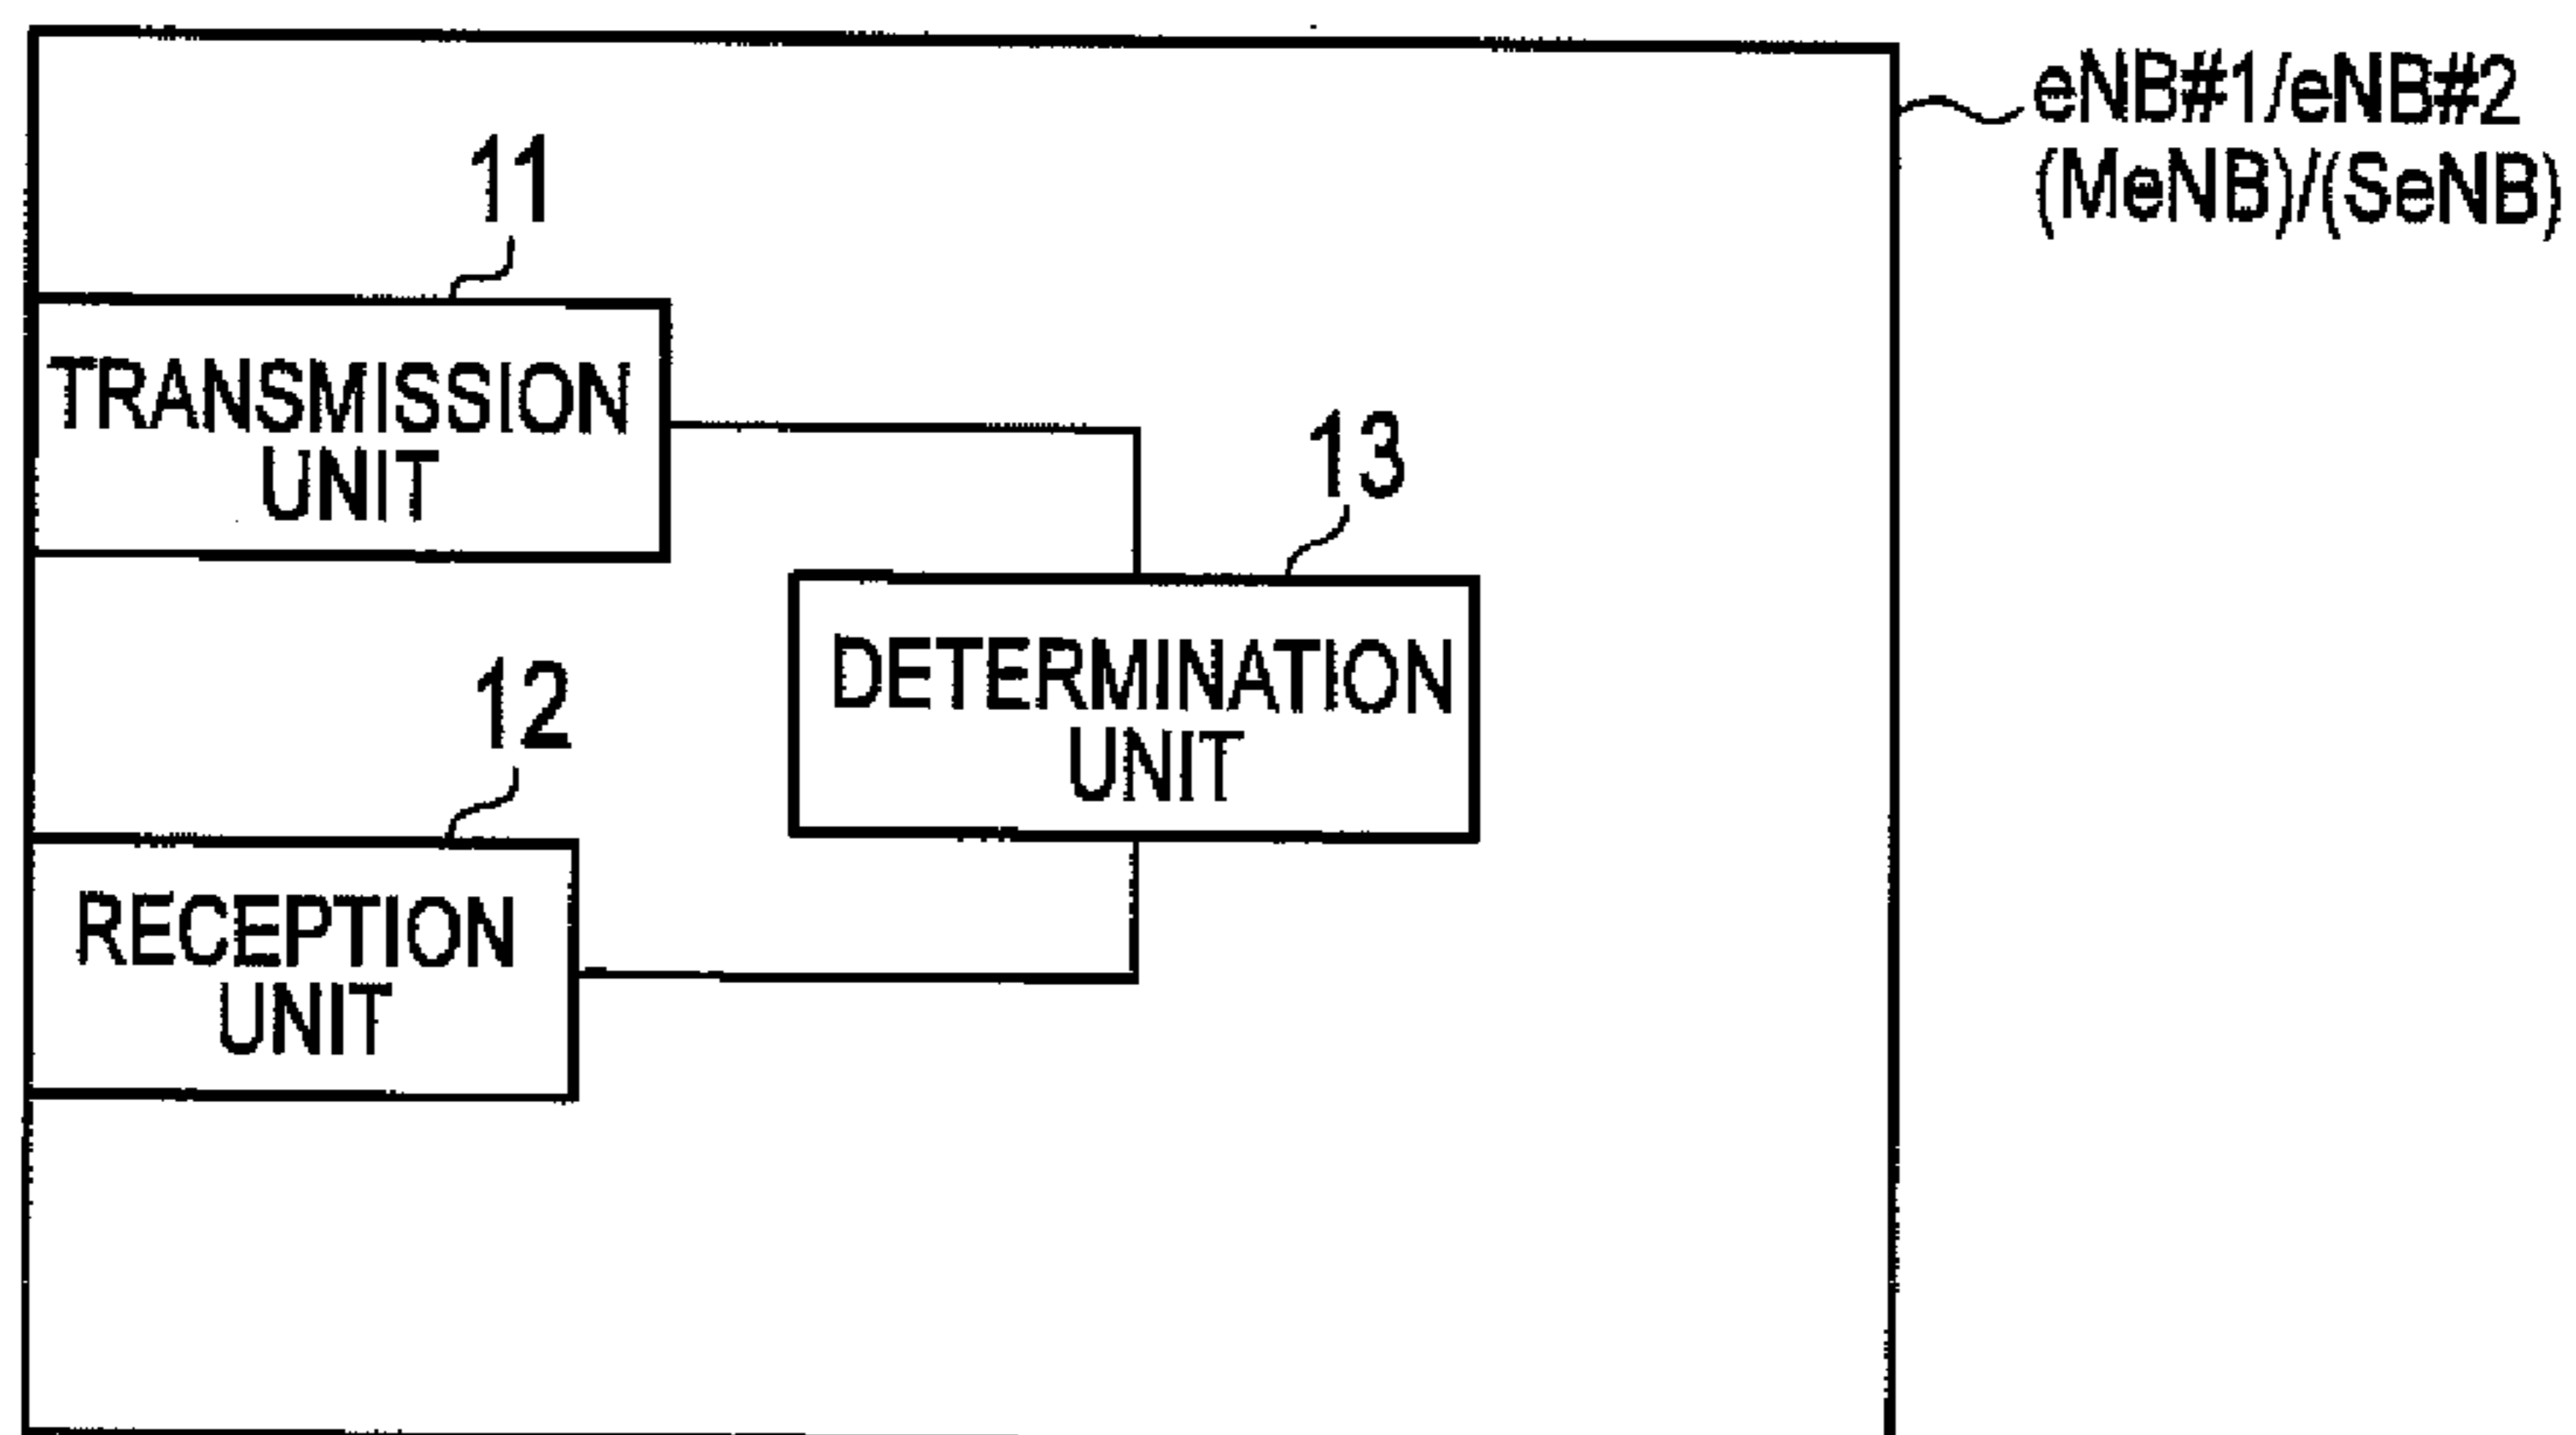 eNB#1/eNB#2
(MeNB)/(SeNB)
11
TRANSMISSION
UNIT
13
DETERMINATION
UNIT
12
RECEPTION
UNIT